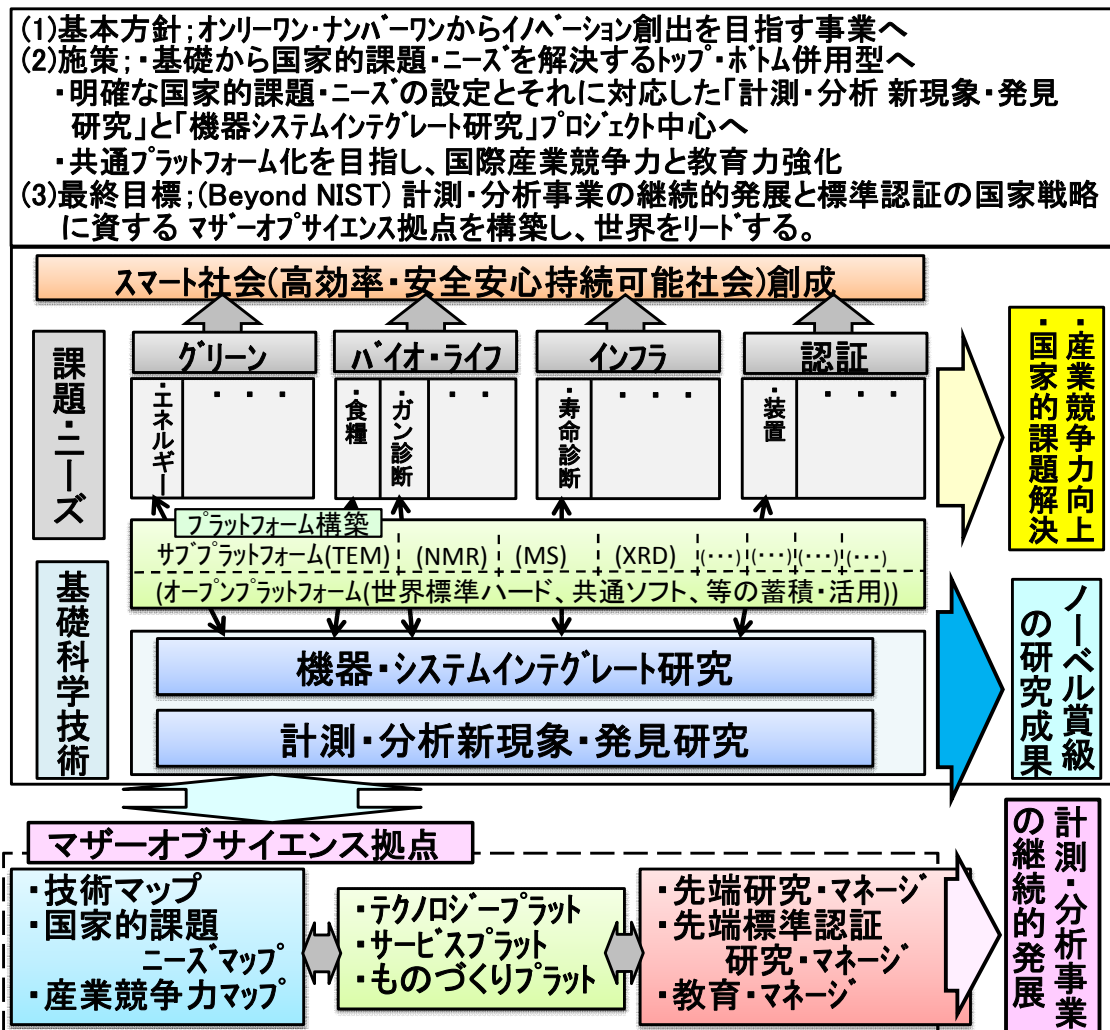 (1)基本方針;オンリーワン・ナンバーワンからイノベーション創出を目指す事業へ
(2)施策;・基礎から国家的課題・ニーズを解決するトップ・ボトム併用型へ
・明確な国家的課題・ニーズの設定とそれに対応した「計測・分析 新現象・発見
研究」と「機器システムインテグレート研究」プロジェクト中心へ
・共通プラットフォーム化を目指し、国際産業競争力と教育力強化
(3)最終目標;(Beyond NIST) 計測・分析事業の継続的発展と標準認証の国家戦略
に資する マザーオブサイエンス拠点を構築し、世界をリードする。
スマート社会(高効率・安全安心持続可能社会)創成
課題・ニーズ
グリーン
バイオ・ライフ
インフラ
認証
・エネルギー
・・・
・食糧
・ガン診断
・・
・寿命診断
・・・
・装置
・・・
・産業競争力向上
・国家的課題解決
プラットフォーム構築
サブプラットフォーム(TEM) (NMR) (MS) (XRD) (・・・) (・・・) (・・・) (・・・)
(オープンプラットフォーム(世界標準ハード、共通ソフト、等の蓄積・活用))
基礎科学技術
機器・システムインテグレート研究
計測・分析新現象・発見研究
ノーベル賞級
の研究成果
マザーオブサイエンス拠点
・技術マップ
・国家的課題
ニーズマップ
・産業競争力マップ
・テクノロジープラット
・サービスプラット
・ものづくりプラット
・先端研究・マネージ
・先端標準認証
研究・マネージ
・教育・マネージ
計測・分析事業
の継続的発展